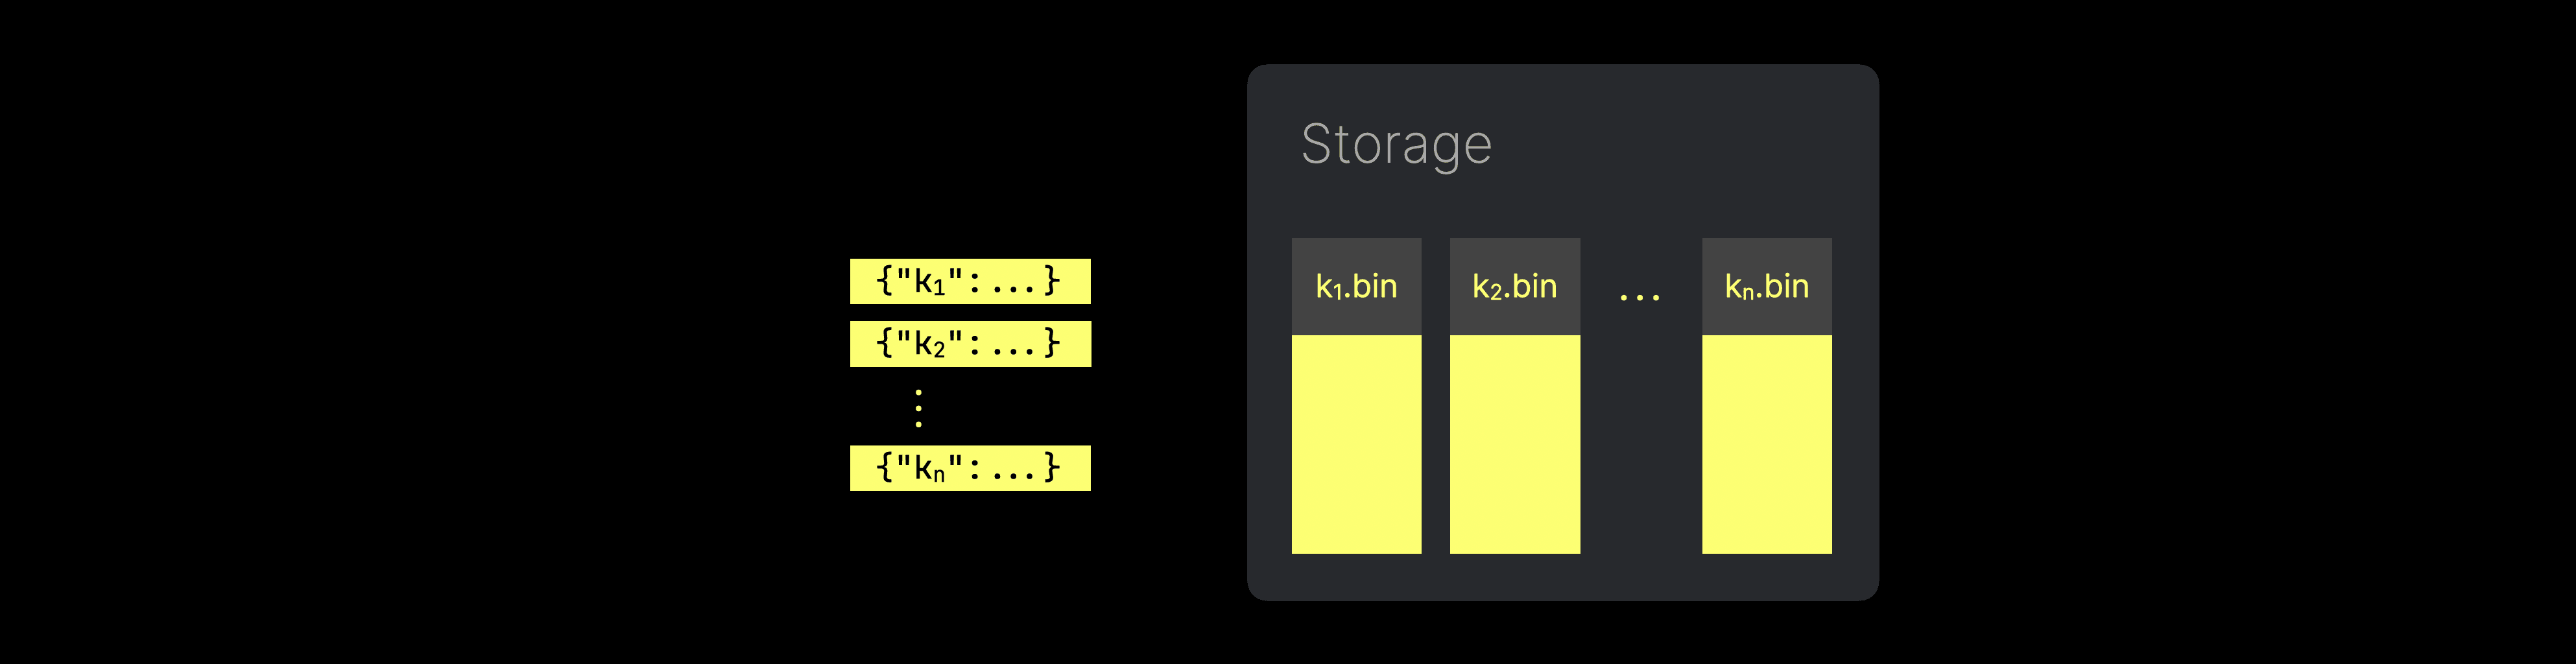 Storage
{"k₁":...}
{"k₂":...}
⋮
{"kₙ":...}
k₁.bin k₂.bin ... kₙ.bin